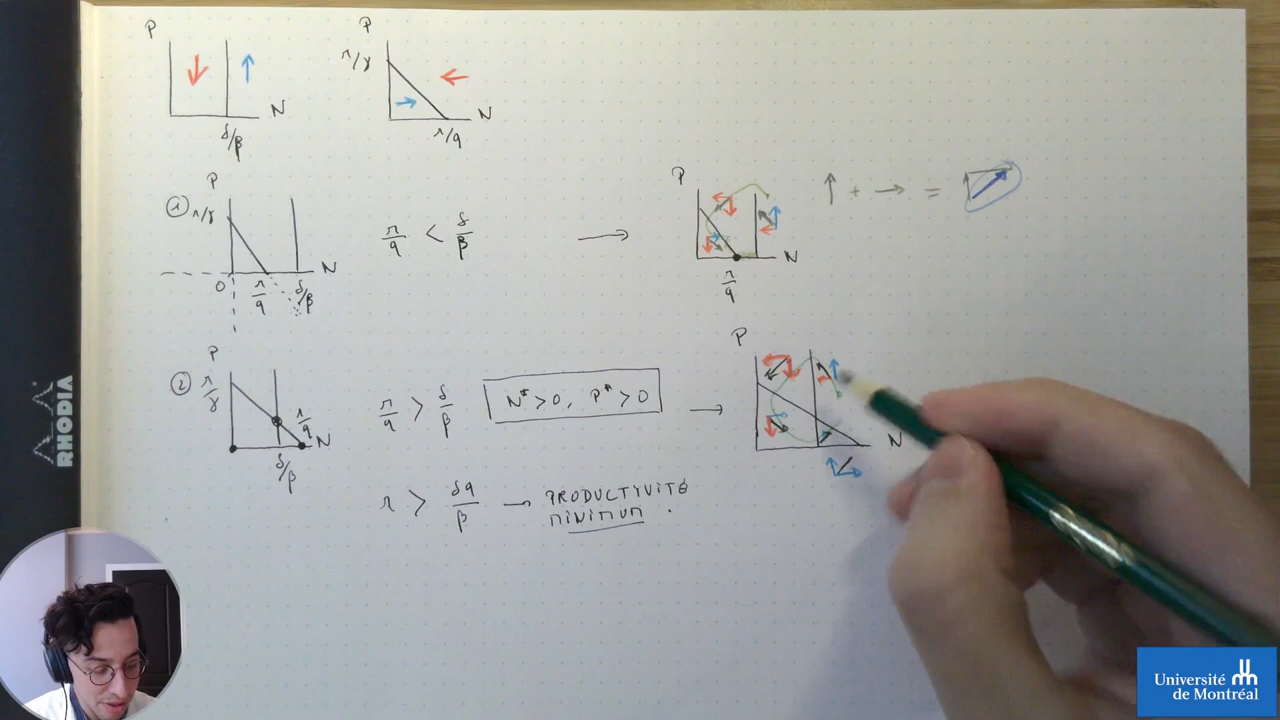 P
P
r/γ
N
N
δ/β
r/q
① r/γ
P
N
0
r/q
δ/β
r/q < δ/β
P
N
r/q
↑ + → =
② r/γ
P
r/q
N
δ/β
r/q > δ/β
N* > 0, P* > 0
P
N
r > δq/β → PRODUCTIVITÉ
MINIMUM.
RHODIA
Université
de Montréal